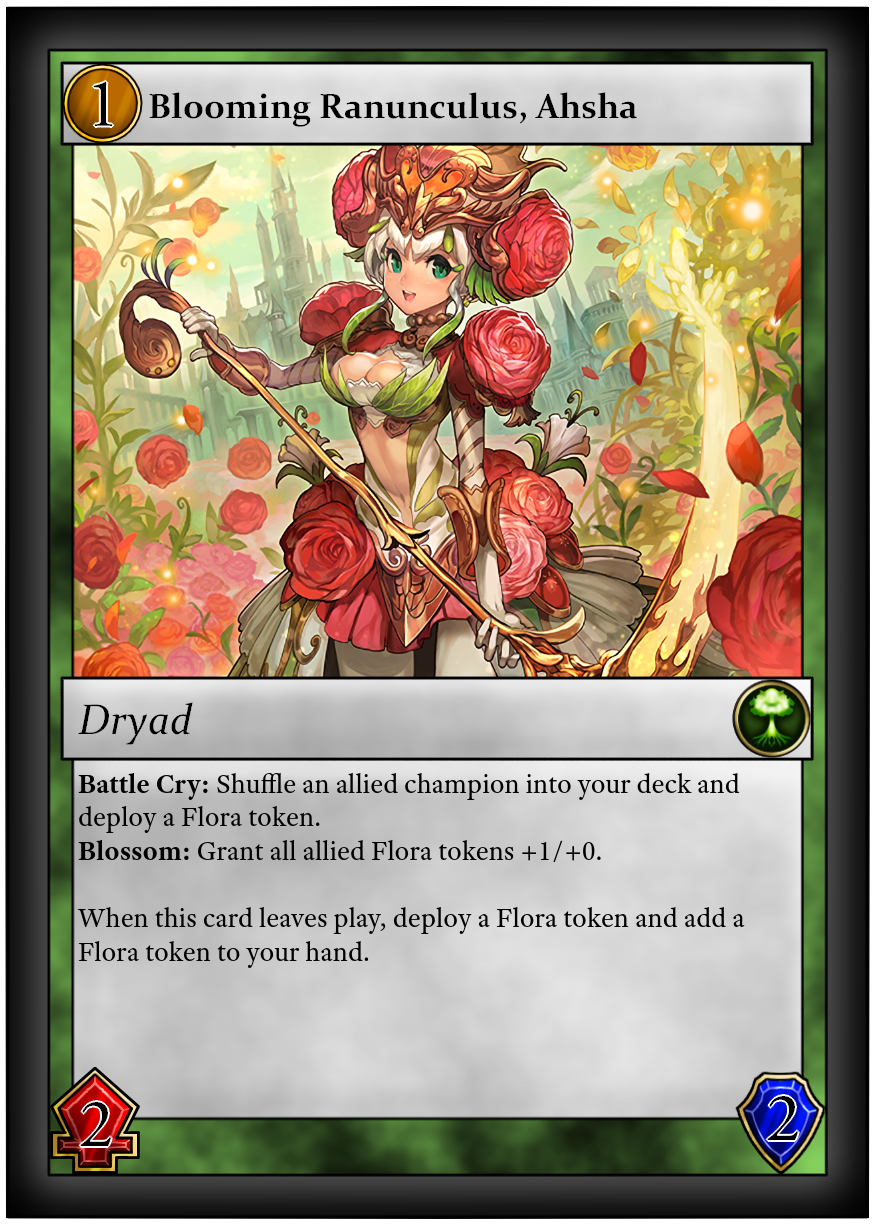 1
Blooming Ranunculus, Ahsha
Dryad
Battle Cry: Shuffle an allied champion into your deck and
deploy a Flora token.
Blossom: Grant all allied Flora tokens +1/+0.
When this card leaves play, deploy a Flora token and add a
Flora token to your hand.
2
2